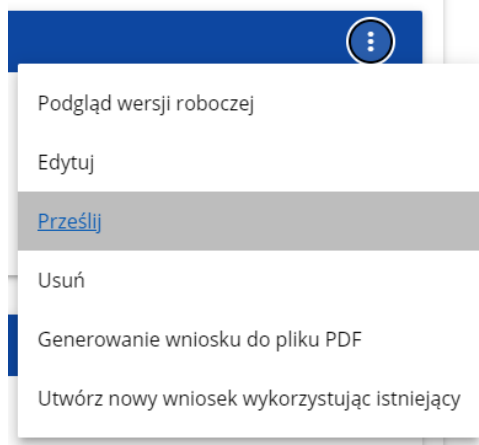 Podgląd wersji roboczej
Edytuj
Prześlij
Usuń
Generowanie wniosku do pliku PDF
Utwórz nowy wniosek wykorzystując istniejący